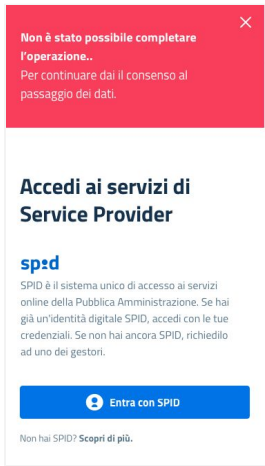 Non è stato possibile completare
l'operazione..
Per continuare dai il consenso al
passaggio dei dati.
Accedi ai servizi di
Service Provider
sp:d
SPID è il sistema unico di accesso ai servizi
online della Pubblica Amministrazione. Se hai
già un'identità digitale SPID, accedi con le tue
credenziali. Se non hai ancora SPID, richiedilo
ad uno dei gestori.
Entra con SPID
Non hai SPID? Scopri di più.